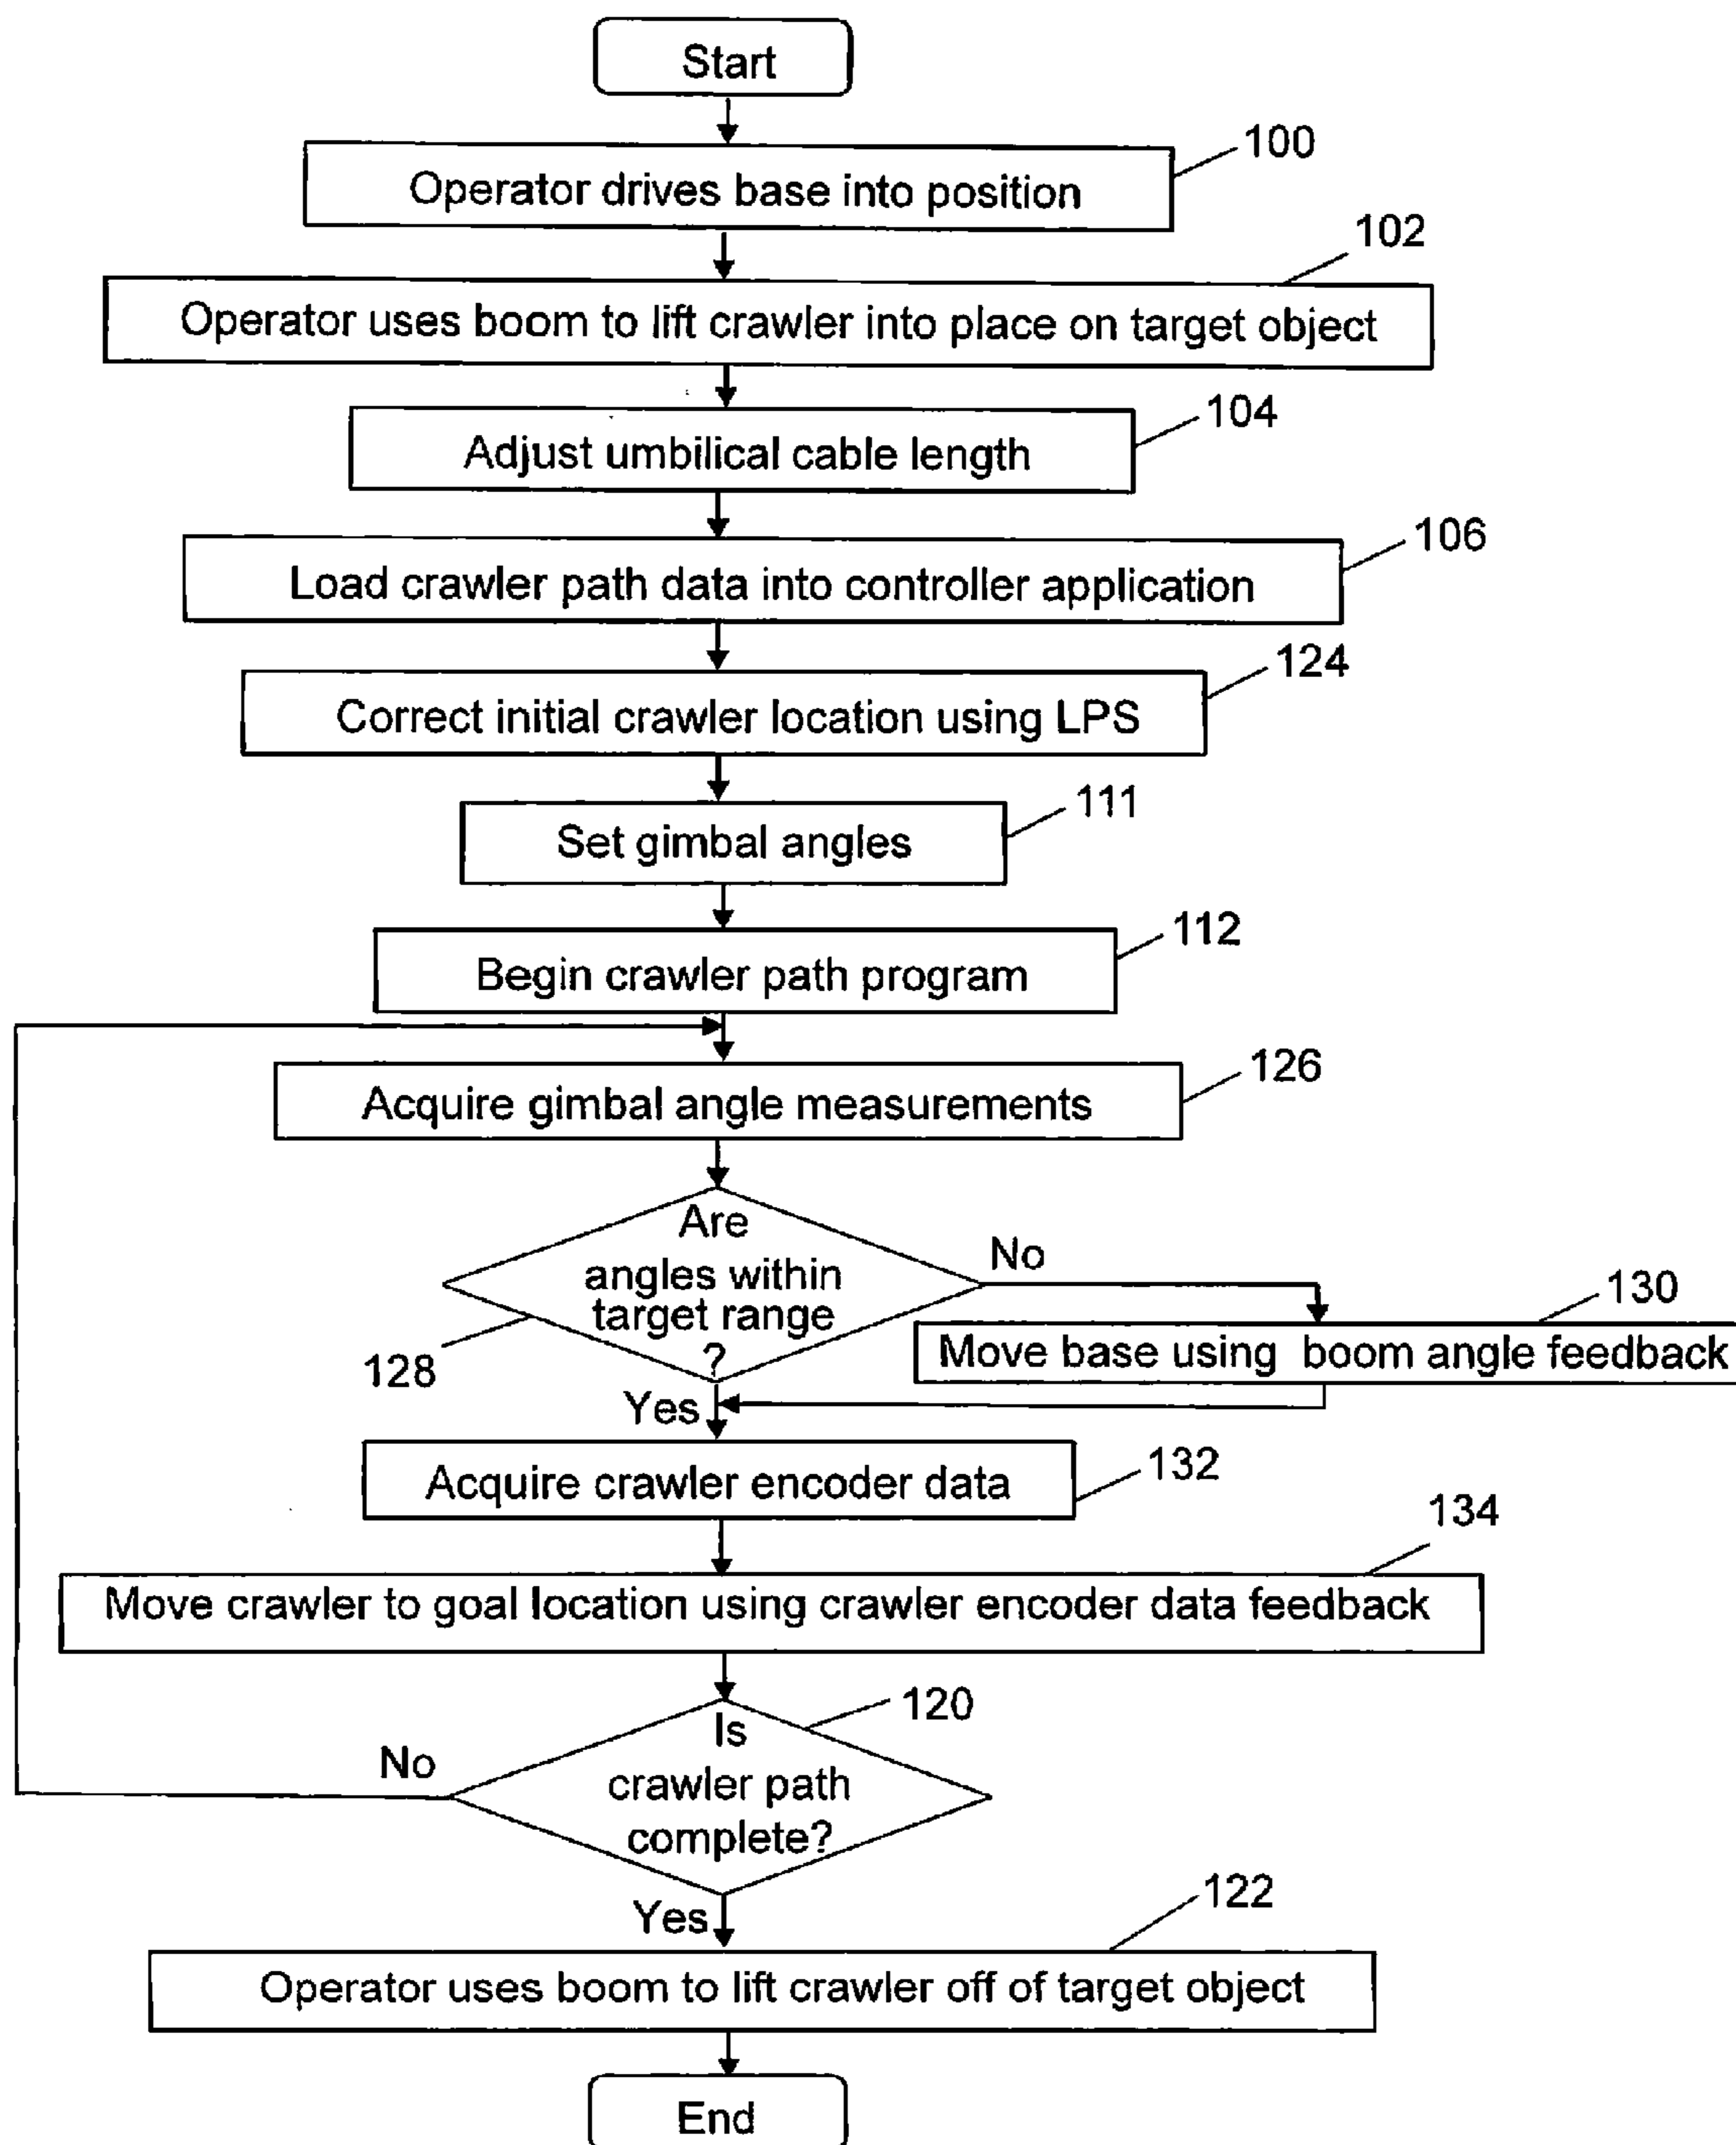 Start
100
Operator drives base into position
102
Operator uses boom to lift crawler into place on target object
104
Adjust umbilical cable length
106
Load crawler path data into controller application
124
Correct initial crawler location using LPS
111
Set gimbal angles
112
Begin crawler path program
126
Acquire gimbal angle measurements
Are
angles within
target range
?
No
128
130
Move base using boom angle feedback
Yes
132
Acquire crawler encoder data
134
Move crawler to goal location using crawler encoder data feedback
120
Is
crawler path
complete?
No
Yes
122
Operator uses boom to lift crawler off of target object
End